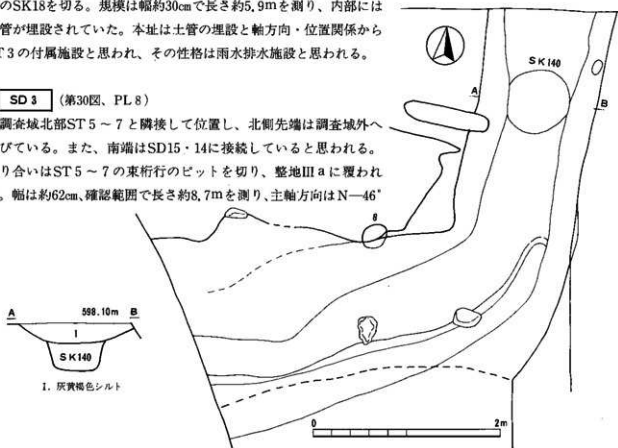 のSK18を切る。規模は幅約30cmで長さ約5.9mを測り、内部には
管が埋設されていた。本址は土管の埋設と軸方向・位置関係から
T3の付属施設と思われ、その性格は雨水排水施設と思われる。
SD3 (第30図、PL8)
調査域北部ST5～7と隣接して位置し、北側先端は調査域外へ
びている。また、南端はSD15・14に接続していると思われる。
り合いはST5～7の束桁行のピットを切り、整地Ⅲaに覆われ
。幅は約62cm、確認範囲で長さ約8.7mを測り、主軸方向はN—46°
SK140
A
B
8
A 598.10m B
1
SK140
1. 灰黄褐色シルト
0 2m